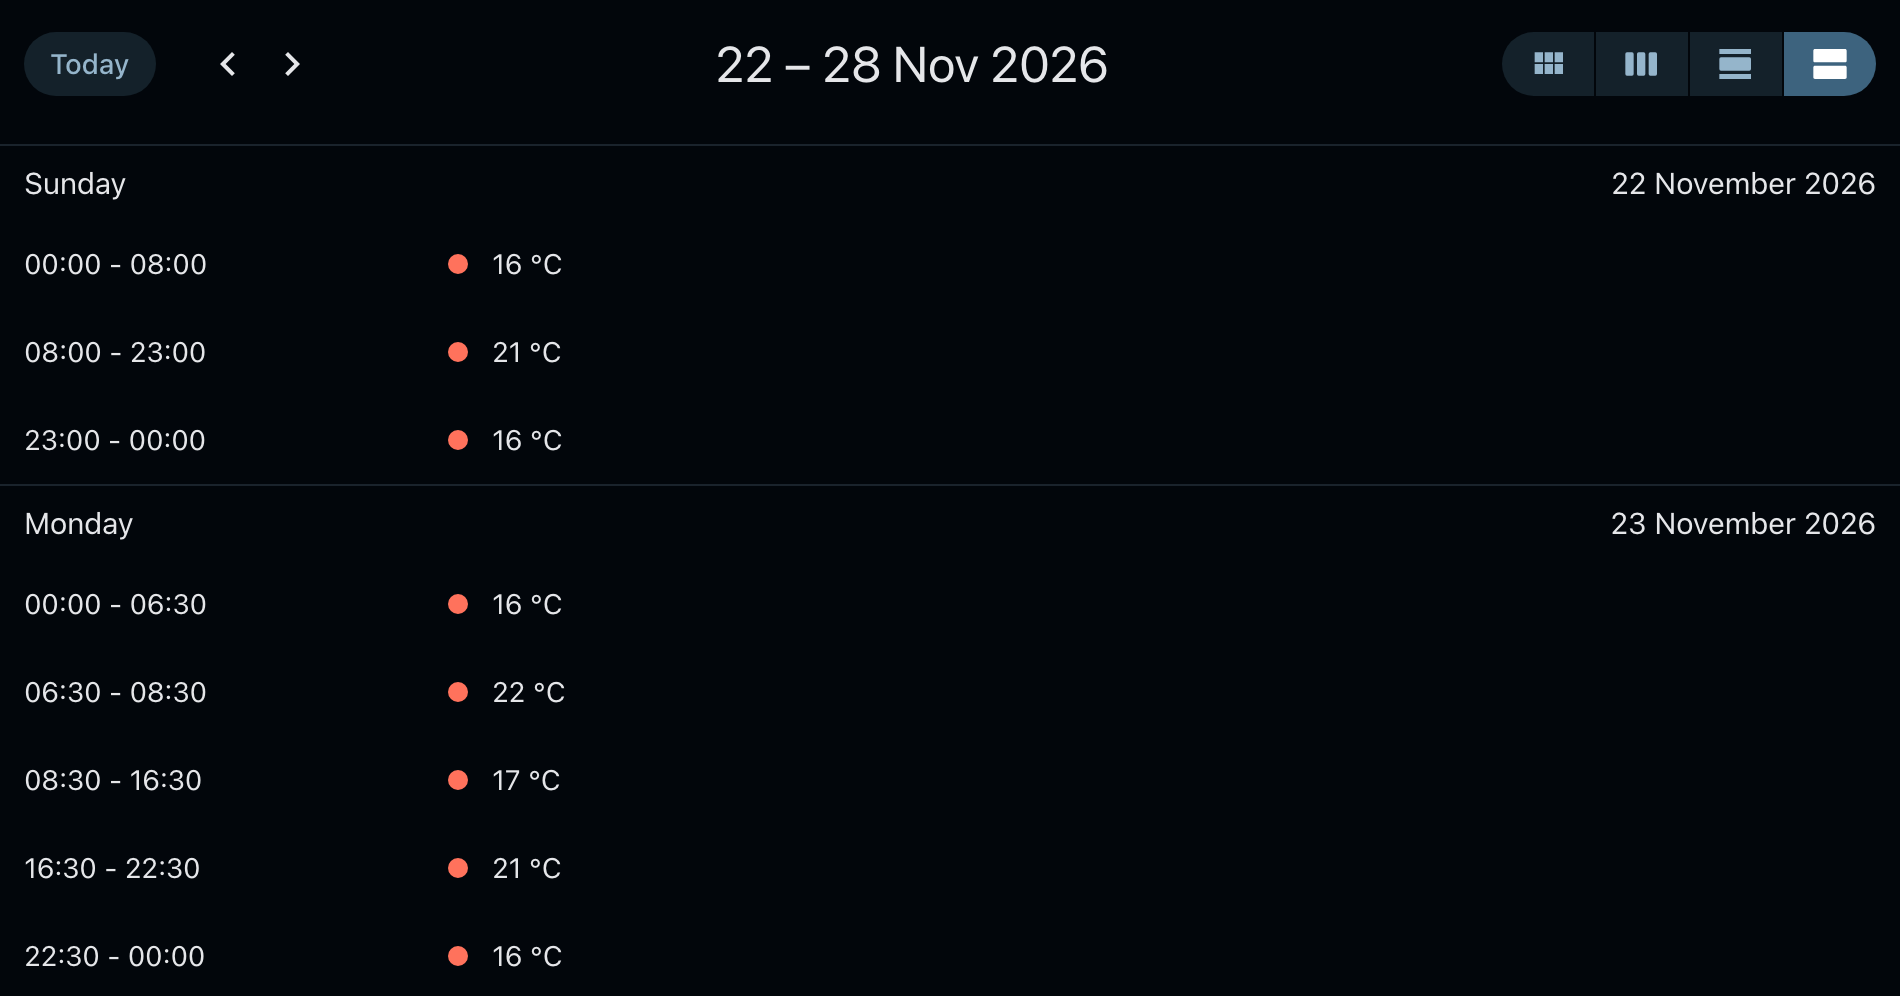 Today 22 – 28 Nov 2026
Sunday 22 November 2026
00:00 - 08:00 16 °C
08:00 - 23:00 21 °C
23:00 - 00:00 16 °C
Monday 23 November 2026
00:00 - 06:30 16 °C
06:30 - 08:30 22 °C
08:30 - 16:30 17 °C
16:30 - 22:30 21 °C
22:30 - 00:00 16 °C